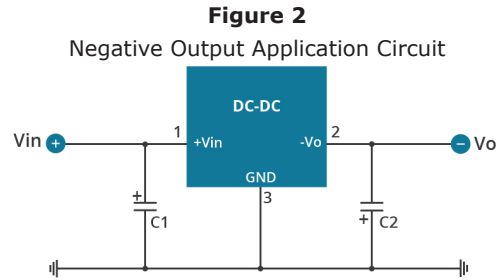 Figure 2
Negative Output Application Circuit
DC-DC
Vin + 1 +Vin -Vo 2 − Vo
GND
3
+ C1
+ C2